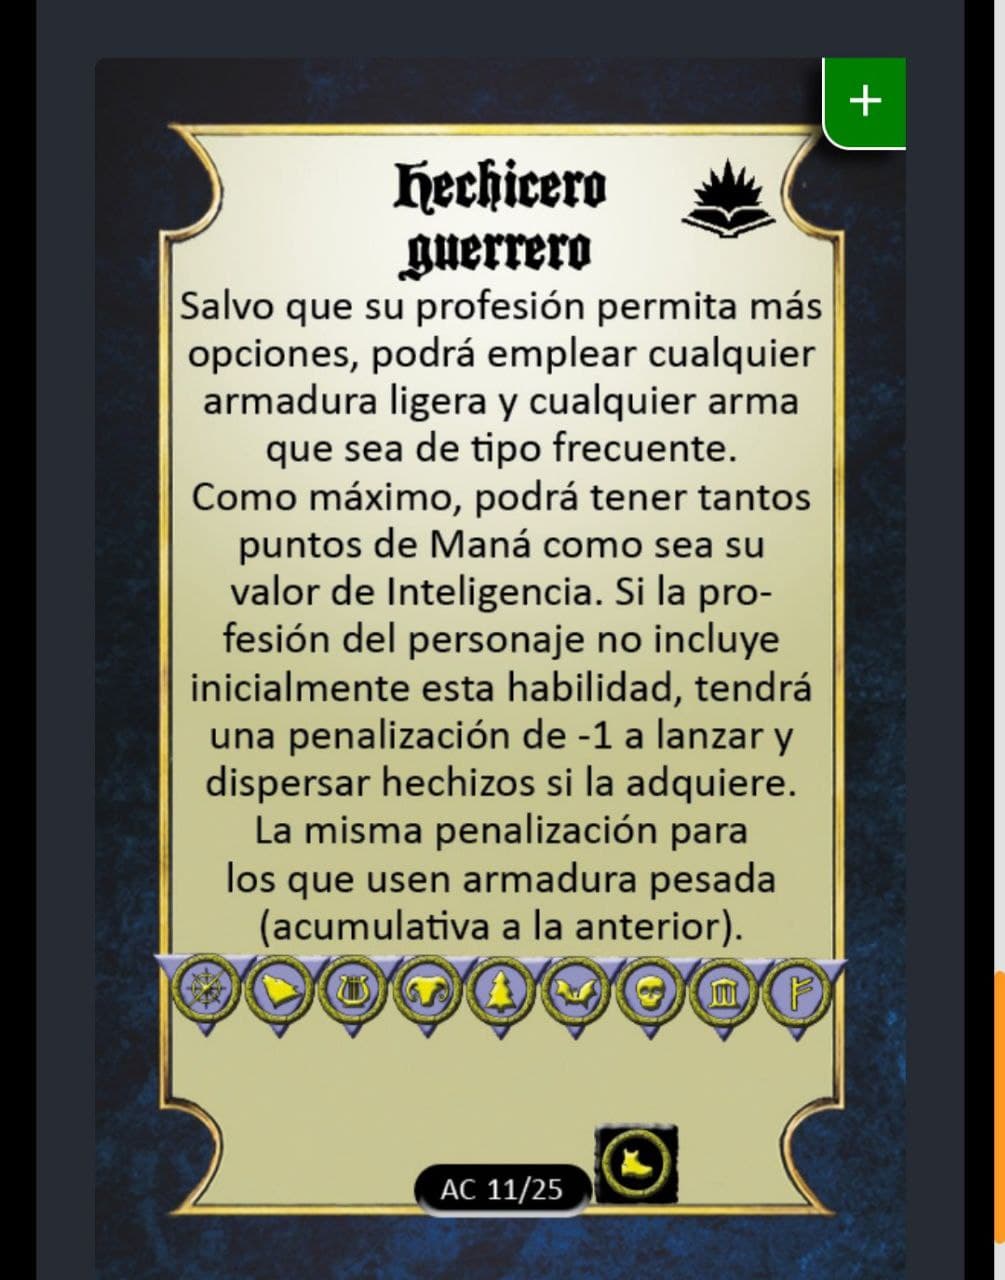 +
Hechicero
guerrero
Salvo que su profesión permita más
opciones, podrá emplear cualquier
armadura ligera y cualquier arma
que sea de tipo frecuente.
Como máximo, podrá tener tantos
puntos de Maná como sea su
valor de Inteligencia. Si la pro-
fesión del personaje no incluye
inicialmente esta habilidad, tendrá
una penalización de -1 a lanzar y
dispersar hechizos si la adquiere.
La misma penalización para
los que usen armadura pesada
(acumulativa a la anterior).
AC 11/25